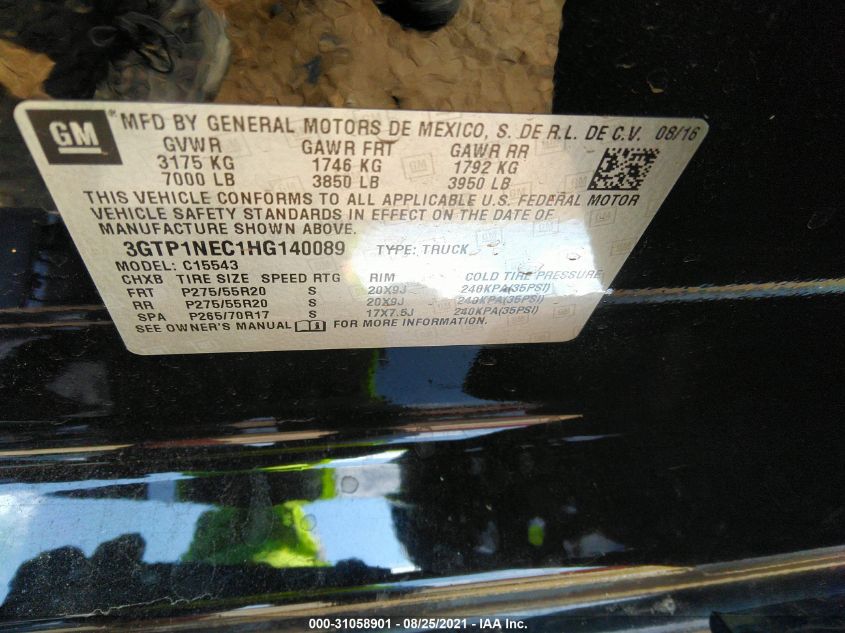 GM ® MFD BY GENERAL MOTORS DE MEXICO, S. DE R.L. DE C.V. 08/16
GVWR GAWR FRT GAWR RR
3175 KG 1746 KG 1792 KG
7000 LB 3850 LB 3950 LB
THIS VEHICLE CONFORMS TO ALL APPLICABLE U.S. FEDERAL MOTOR
VEHICLE SAFETY STANDARDS IN EFFECT ON THE DATE OF
MANUFACTURE SHOWN ABOVE.
3GTP1NEC1HG140089 TYPE: TRUCK
MODEL: C15543
CHXB TIRE SIZE SPEED RTG RIM COLD TIRE PRESSURE
FRT P275/55R20 S 20X9J 240KPA(35PSI)
RR P275/55R20 S 20X9J 240KPA(35PSI)
SPA P265/70R17 S 17X7.5J 240KPA(35PSI)
SEE OWNER'S MANUAL FOR MORE INFORMATION.
000-31058901 - 08/25/2021 - IAA Inc.